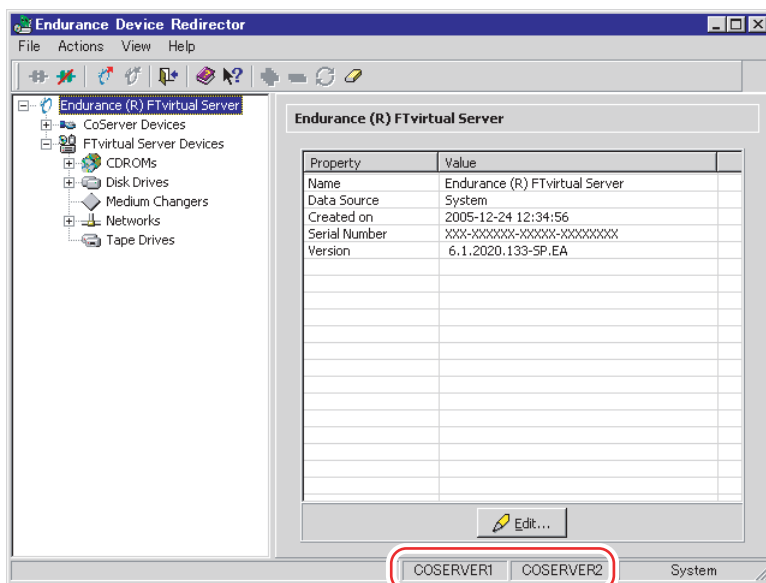 Endurance Device Redirector
File Actions View Help
Endurance (R) FTvirtual Server
CoServer Devices
FTvirtual Server Devices
CDROMs
Disk Drives
Medium Changers
Networks
Tape Drives
Endurance (R) FTvirtual Server
Property Value
Name Endurance (R) FTvirtual Server
Data Source System
Created on 2005-12-24 12:34:56
Serial Number XXX-XXXXXX-XXXXX-XXXXXXXX
Version 6.1.2020.133-SP.EA
Edit...
COSERVER1 COSERVER2 System